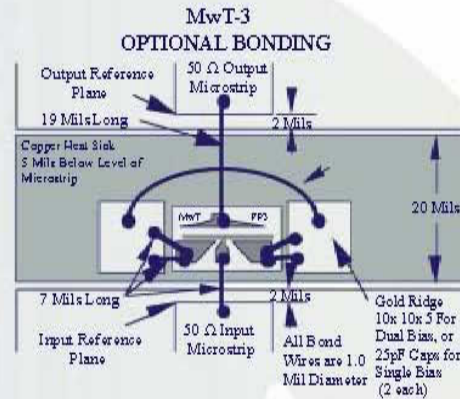 MwT-3
OPTIONAL BONDING
Output Reference
Plane
50 Ω Output
Microstrip
19 Mils Long
2 Mils
Copper Heat Sink
5 Mile Below Level of
Microstrip
20 Mils
MwT
FP3
7 Mils Long
2 Mils
Input Reference
Plane
50 Ω Input
Microstrip
All Bond
Wires are 1.0
Mil Diameter
Gold Ridge
10x 10x 5 For
Dual Bias, or
25pF Caps for
Single Bias
(2 each)